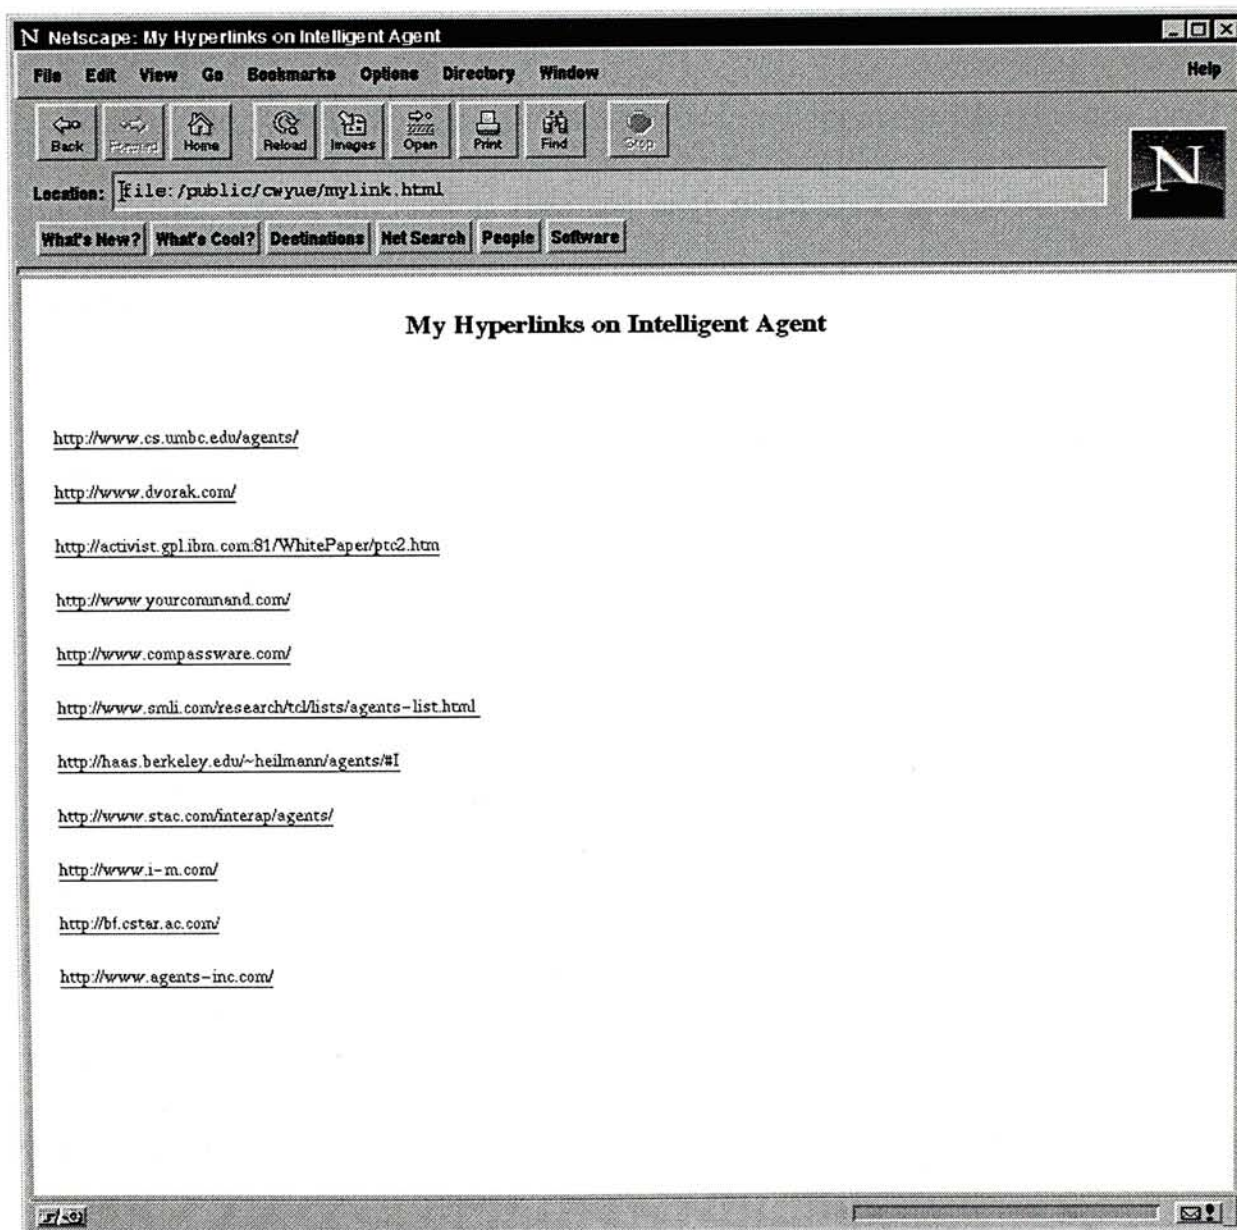 N Netscape: My Hyperlinks on Intelligent Agent
File Edit View Go Bookmarks Options Directory Window Help
Back Forward Home Reload Images Open Print Find Stop
Location: file:/public/cwyue/mylink.html
N
What's New? What's Cool? Destinations Net Search People Software
My Hyperlinks on Intelligent Agent
http://www.cs.umbc.edu/agents/
http://www.dvorak.com/
http://activist.gpl.ibm.com:81/WhitePaper/ptc2.htm
http://www.yourcommand.com/
http://www.compassware.com/
http://www.smli.com/research/tcl/lists/agents-list.html
http://haas.berkeley.edu/~heilmann/agents/#I
http://www.stac.com/interap/agents/
http://www.i-m.com/
http://bf.cstar.ac.com/
http://www.agents-inc.com/